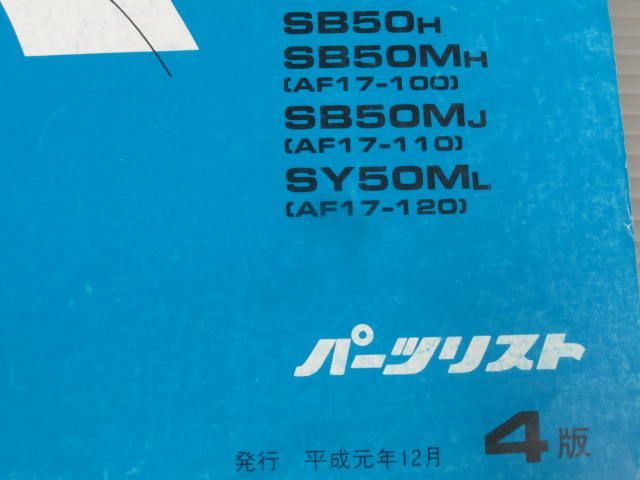 SB50H
SB50MH
(AF17-100)
SB50MJ
(AF17-110)
SY50ML
(AF17-120)
パーツリスト
発行 平成元年12月 4版